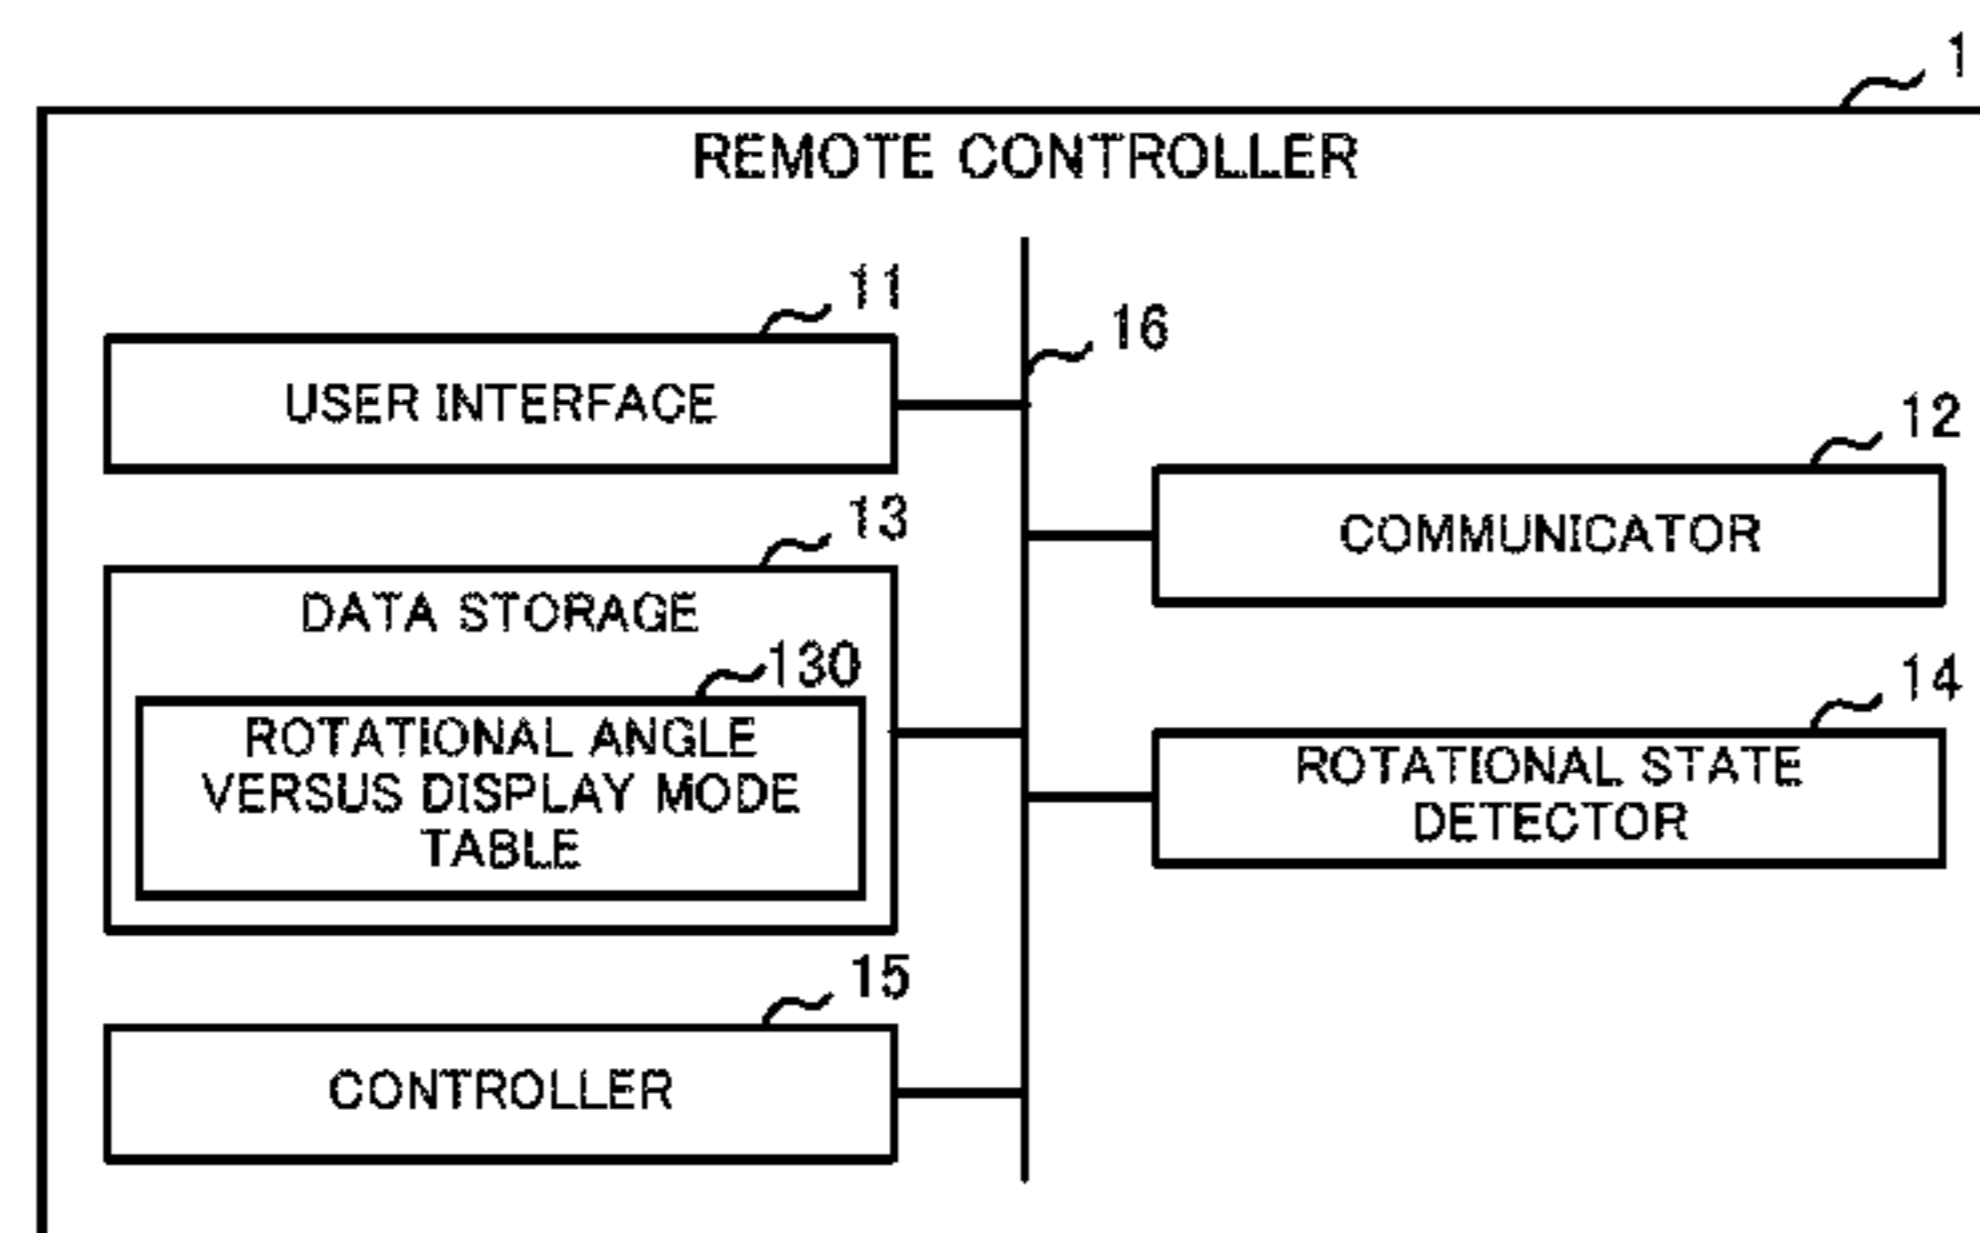 1
REMOTE CONTROLLER
11
16
USER INTERFACE
12
COMMUNICATOR
13
DATA STORAGE
130
ROTATIONAL ANGLE
VERSUS DISPLAY MODE
TABLE
14
ROTATIONAL STATE
DETECTOR
15
CONTROLLER